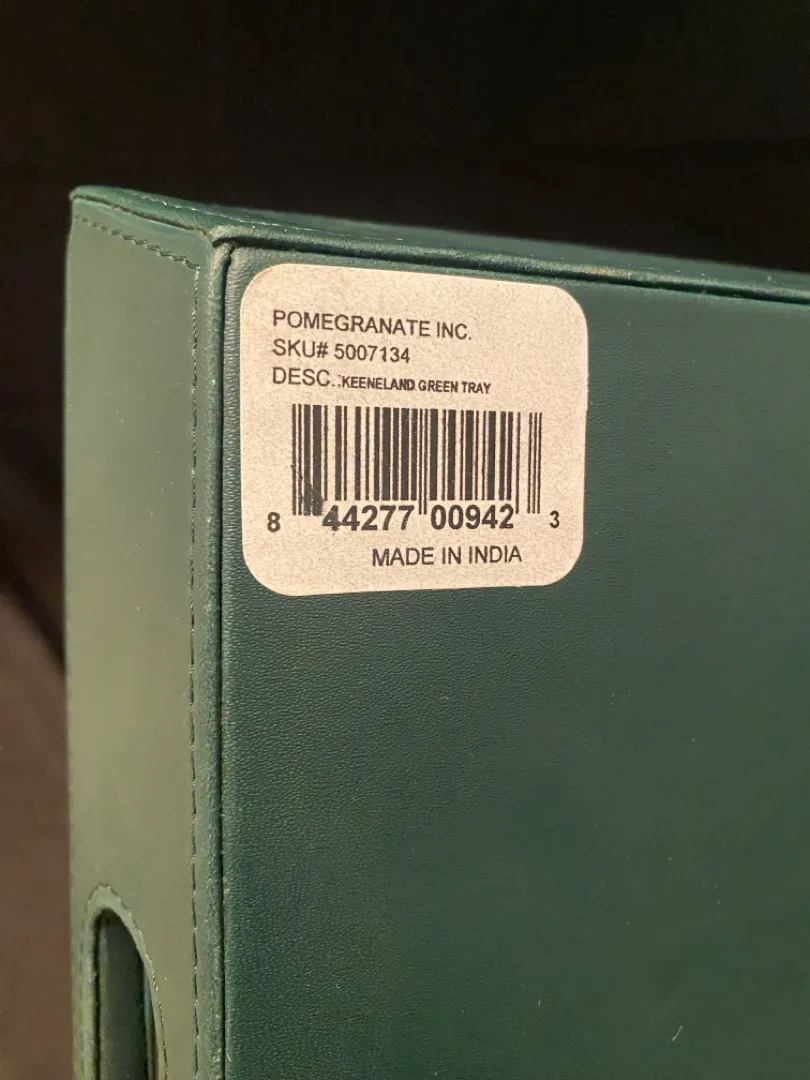 POMEGRANATE INC.
SKU# 5007134
DESC.:KEENELAND GREEN TRAY
8 44277 00942 3
MADE IN INDIA